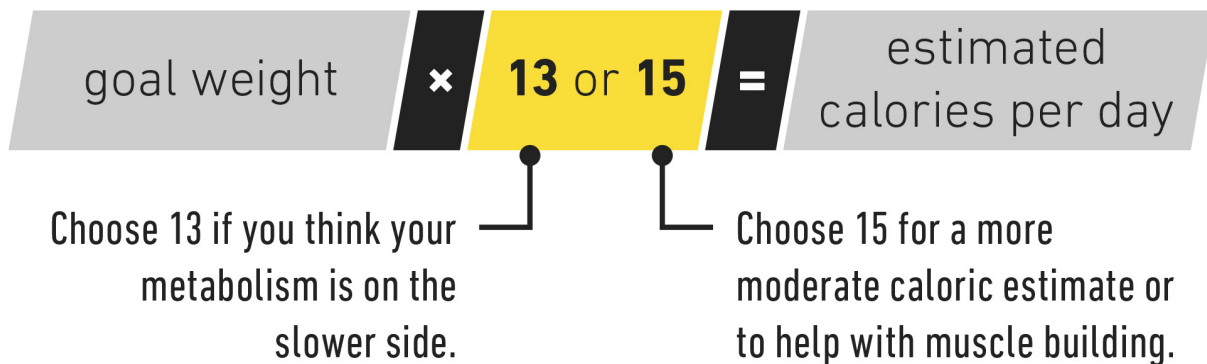 goal weight × 13 or 15 = estimated
calories per day
Choose 13 if you think your
metabolism is on the
slower side.
Choose 15 for a more
moderate caloric estimate or
to help with muscle building.